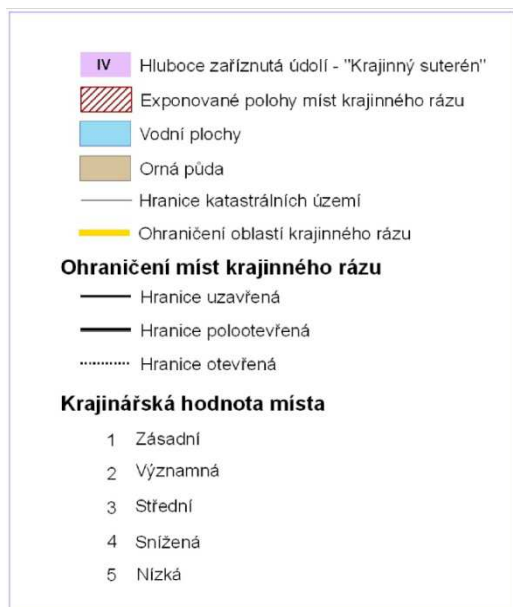 IV Hluboce zaříznutá údolí - "Krajinný suterén"
Exponované polohy míst krajinného rázu
Vodní plochy
Orná půda
Hranice katastrálních území
Ohraničení oblastí krajinného rázu
Ohraničení míst krajinného rázu
Hranice uzavřená
Hranice polootevřená
Hranice otevřená
Krajinářská hodnota místa
1 Zásadní
2 Významná
3 Střední
4 Snížená
5 Nízká